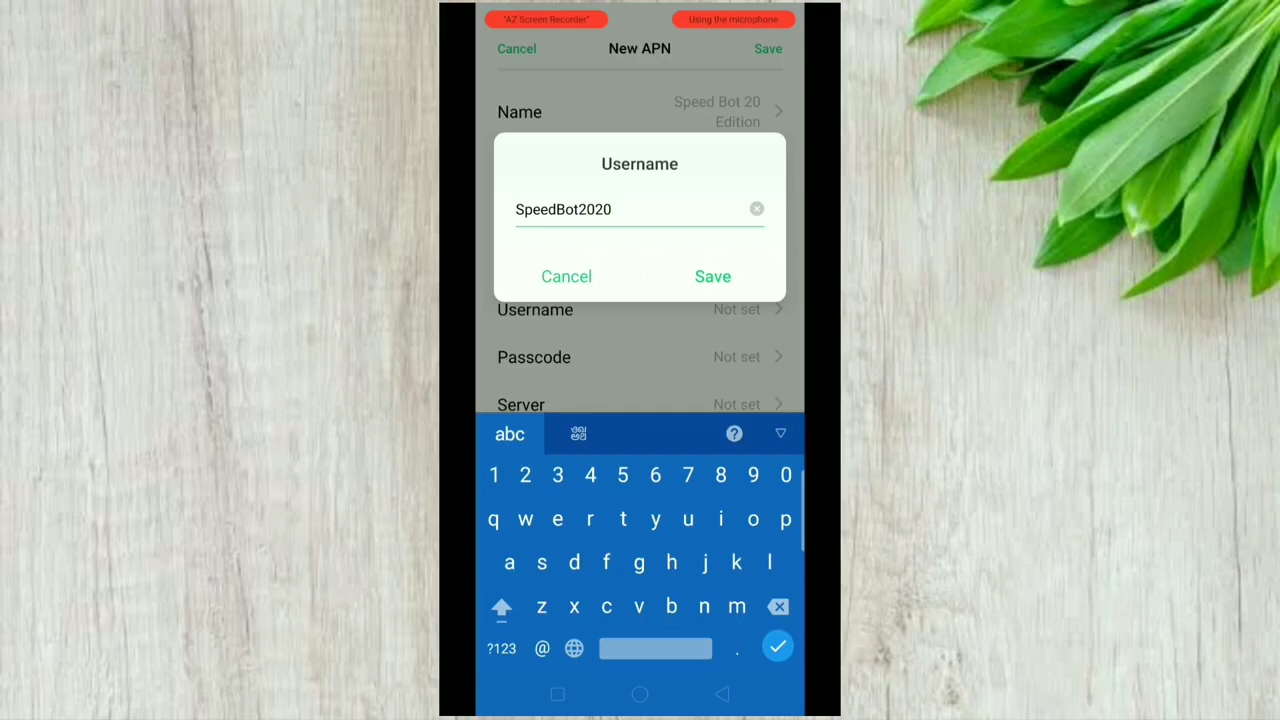 "AZ Screen Recorder"
Using the microphone
Cancel
New APN
Save
Name
Speed Bot 20
Edition
Username
SpeedBot2020
Cancel
Save
Username
Not set
Passcode
Not set
Server
Not set
abc
?
1 2 3 4 5 6 7 8 9 0
q w e r t y u i o p
a s d f g h j k l
z x c v b n m
?123 @ .